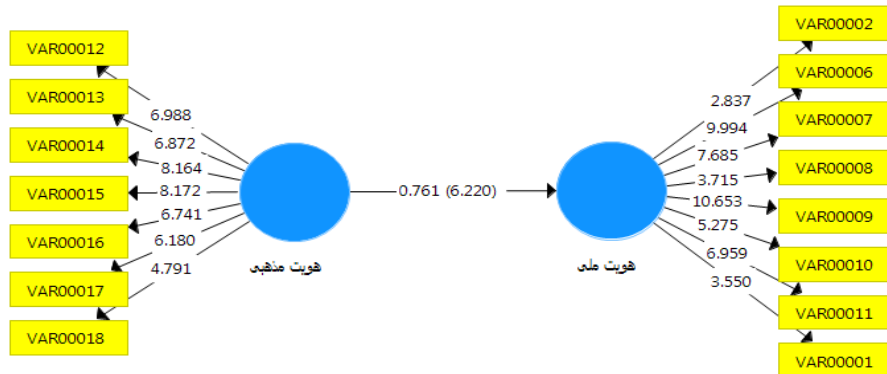 VAR00012
VAR00013
VAR00014
VAR00015
VAR00016
VAR00017
VAR00018
6.988
6.872
8.164
8.172
6.741
6.180
4.791
هویت مذهبی
0.761 (6.220)
هویت ملی
2.837
9.994
7.685
3.715
10.653
5.275
6.959
3.550
VAR00002
VAR00006
VAR00007
VAR00008
VAR00009
VAR00010
VAR00011
VAR00001